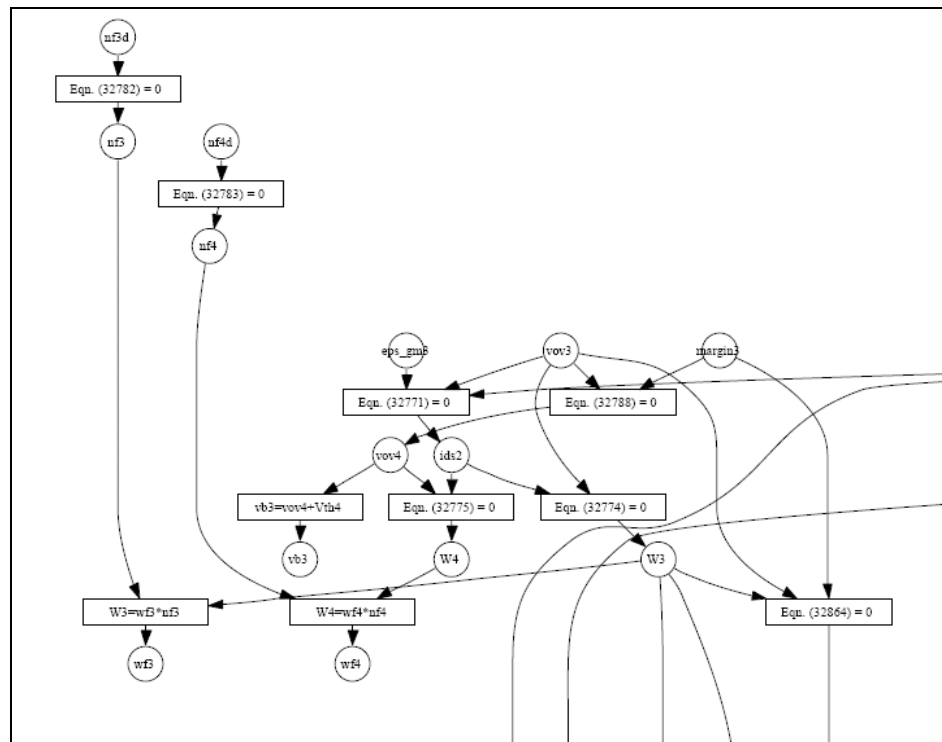 nf3d
Eqn. (32782) = 0
nf3
nf4d
Eqn. (32783) = 0
nf4
eps_gm3
vov3
margin3
Eqn. (32771) = 0
Eqn. (32788) = 0
vov4
ids2
vb3=vov4+Vth4
Eqn. (32775) = 0
Eqn. (32774) = 0
vb3
W4
W3
W3=wf3*nf3
W4=wf4*nf4
Eqn. (32864) = 0
wf3
wf4